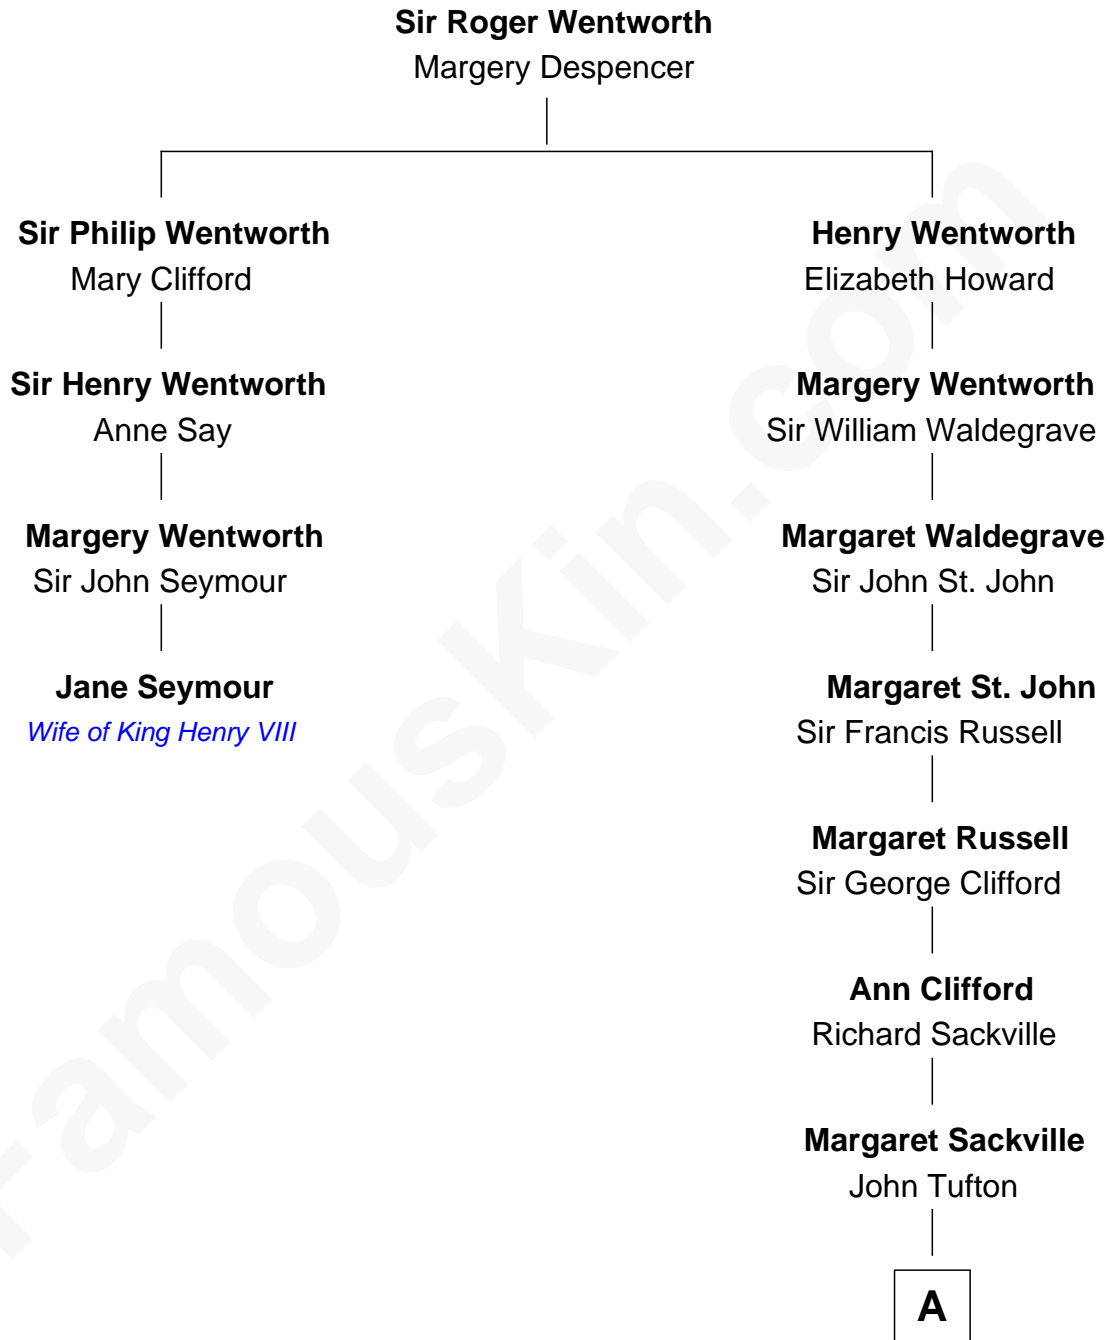 Sir Roger Wentworth
Margery Despencer
Sir Philip Wentworth
Mary Clifford
Henry Wentworth
Elizabeth Howard
Sir Henry Wentworth
Anne Say
Margery Wentworth
Sir William Waldegrave
Margery Wentworth
Sir John Seymour
Margaret Waldegrave
Sir John St. John
Jane Seymour
Wife of King Henry VIII
Margaret St. John
Sir Francis Russell
Margaret Russell
Sir George Clifford
Ann Clifford
Richard Sackville
Margaret Sackville
John Tufton
A
FamousKin.com